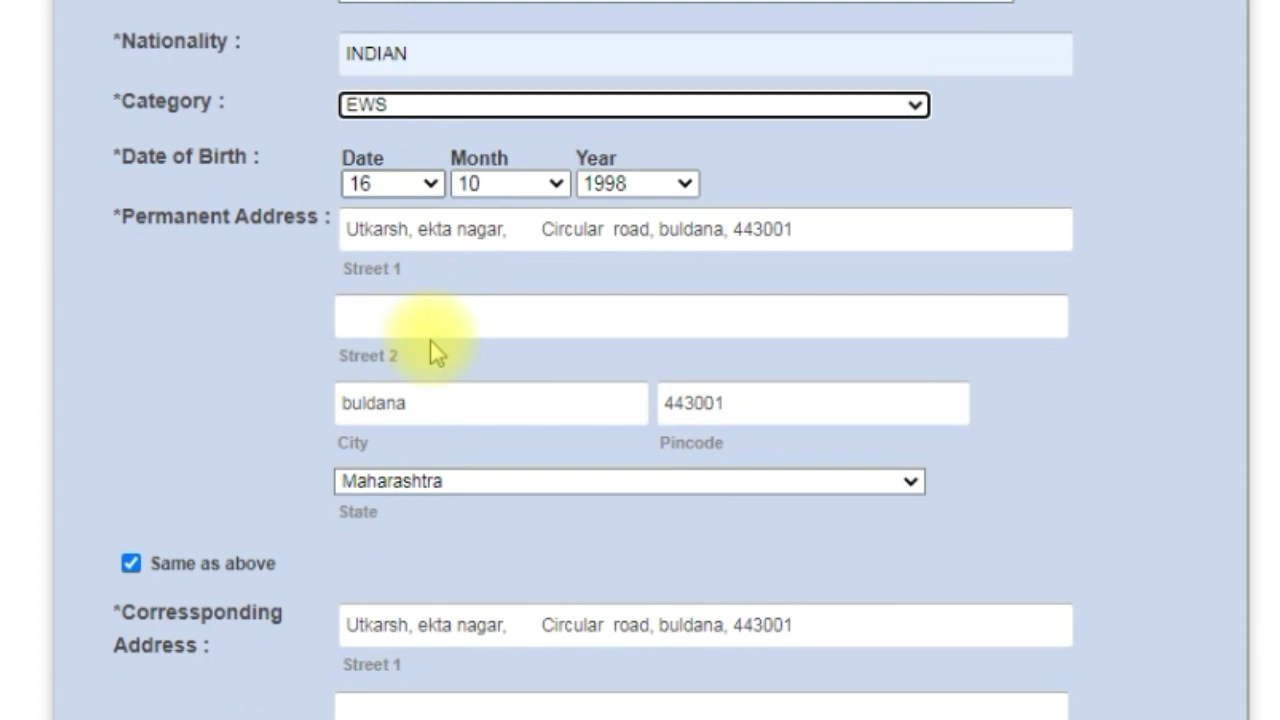 *Nationality :
INDIAN
*Category :
EWS
*Date of Birth :
Date Month Year
16 10 1998
*Permanent Address :
Utkarsh, ekta nagar, Circular road, buldana, 443001
Street 1
Street 2
buldana 443001
City Pincode
Maharashtra
State
Same as above
*Corressponding
Address :
Utkarsh, ekta nagar, Circular road, buldana, 443001
Street 1